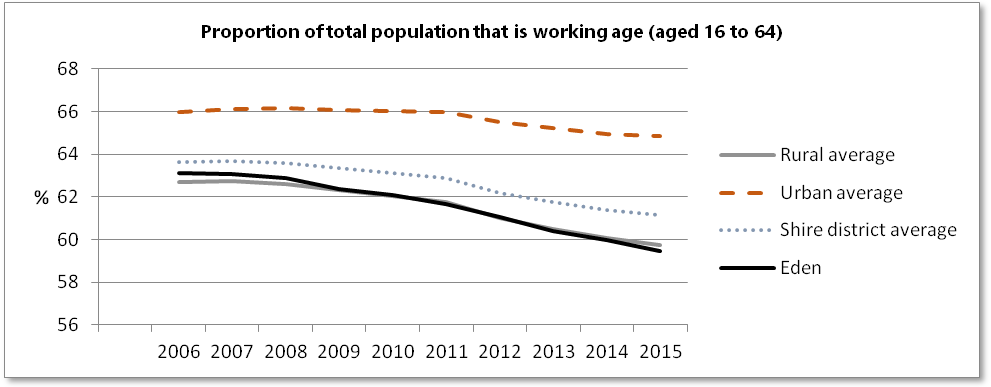 Proportion of total population that is working age (aged 16 to 64)
68
66
64
62
60
58
56
%
2006 2007 2008 2009 2010 2011 2012 2013 2014 2015
Rural average
Urban average
Shire district average
Eden